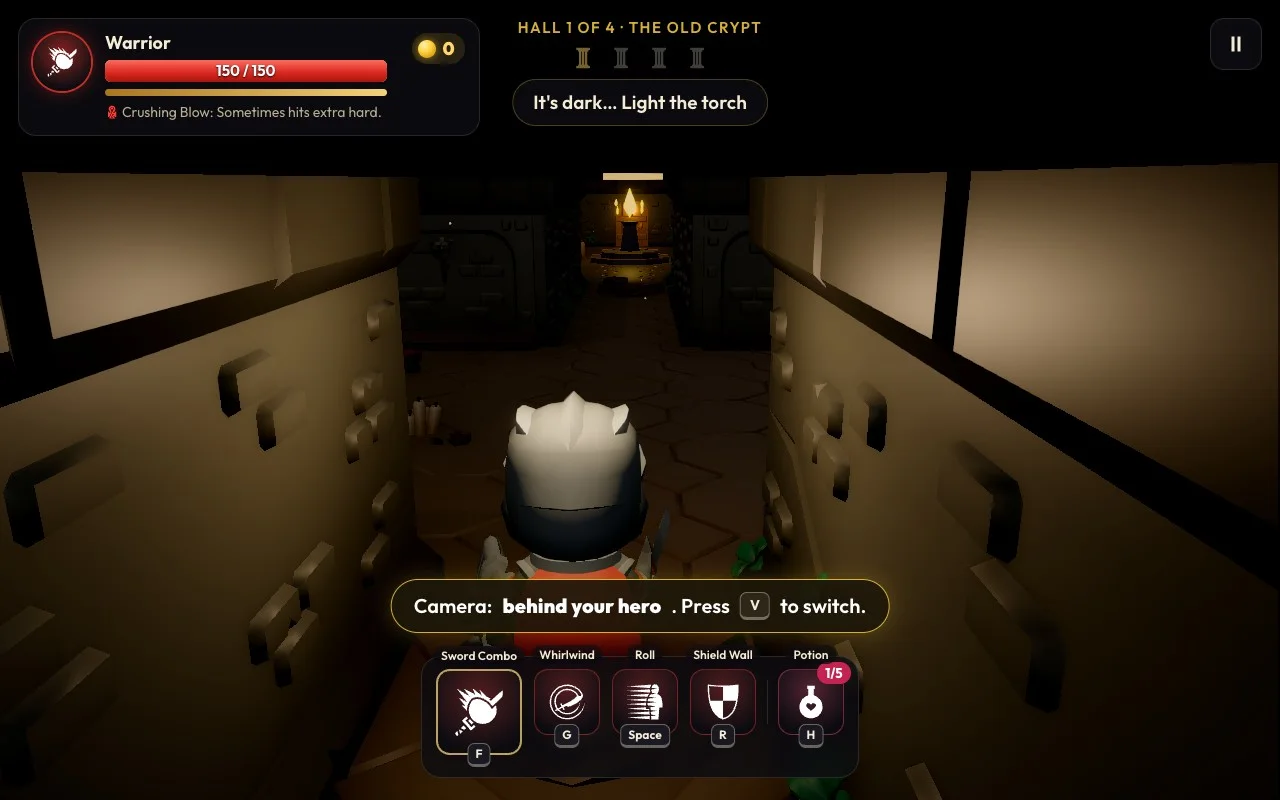 Warrior
0
150 / 150
Crushing Blow: Sometimes hits extra hard.
HALL 1 OF 4 · THE OLD CRYPT
It's dark... Light the torch
Camera: behind your hero . Press V to switch.
Sword Combo Whirlwind Roll Shield Wall Potion
1/5
F G Space R H